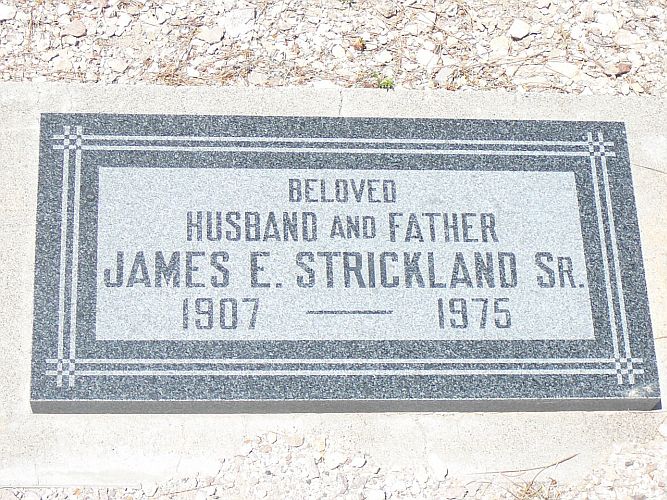 BELOVED
HUSBAND AND FATHER
JAMES E. STRICKLAND SR.
1907 — 1975